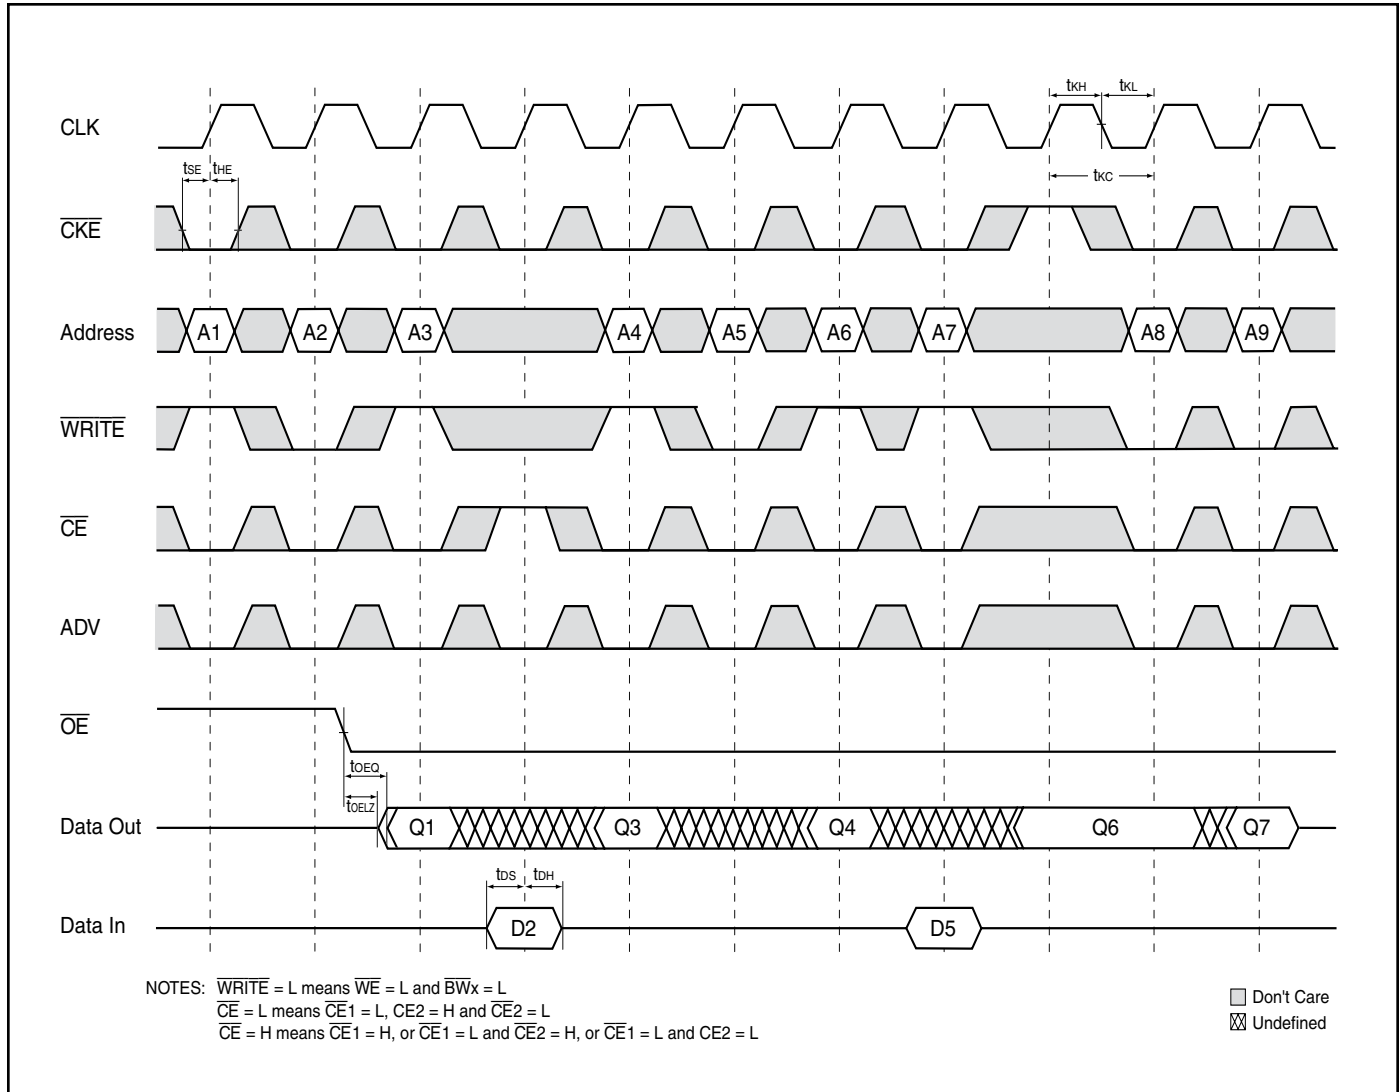 CLK
tKH
tKL
tKC
tSE
tHE
CKE
Address
A1
A2
A3
A4
A5
A6
A7
A8
A9
WRITE
CE
ADV
OE
tOEQ
tOELZ
Data Out
Q1
Q3
Q4
Q6
Q7
tDS
tDH
Data In
D2
D5
NOTES: WRITE = L means WE = L and BWx = L
CE = L means CE1 = L, CE2 = H and CE2 = L
CE = H means CE1 = H, or CE1 = L and CE2 = H, or CE1 = L and CE2 = L
Don't Care
Undefined